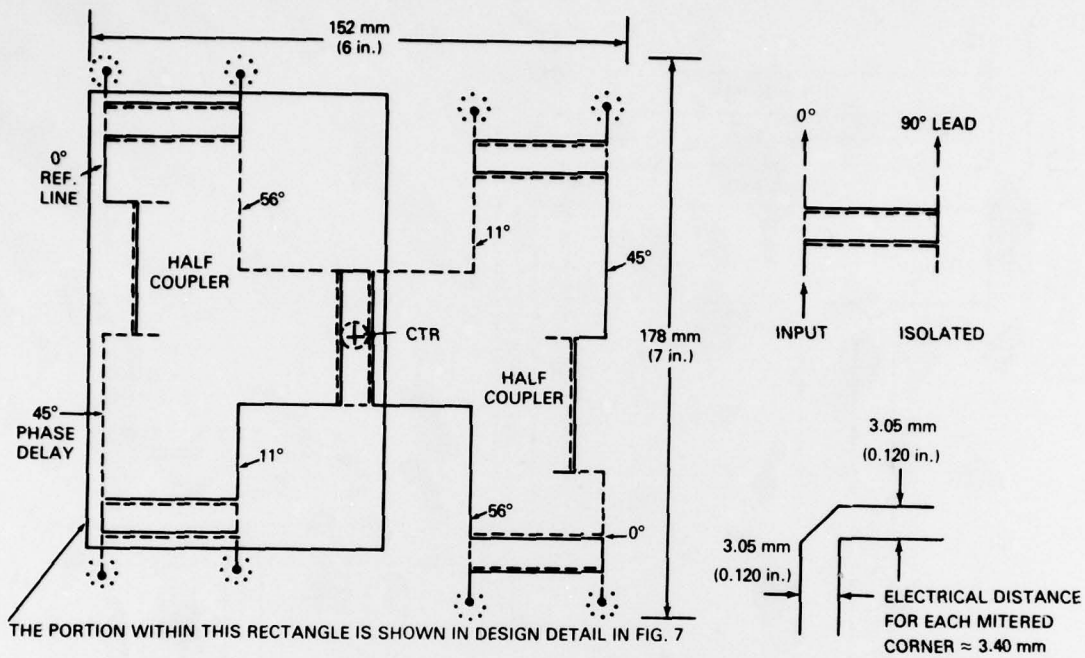 152 mm
(6 in.)
0°
REF.
LINE
56°
HALF
COUPLER
11°
45°
CTR
178 mm
(7 in.)
HALF
COUPLER
45°
PHASE
DELAY
11°
56°
0°
THE PORTION WITHIN THIS RECTANGLE IS SHOWN IN DESIGN DETAIL IN FIG. 7
0°
90° LEAD
INPUT
ISOLATED
3.05 mm
(0.120 in.)
3.05 mm
(0.120 in.)
ELECTRICAL DISTANCE
FOR EACH MITERED
CORNER ≈ 3.40 mm